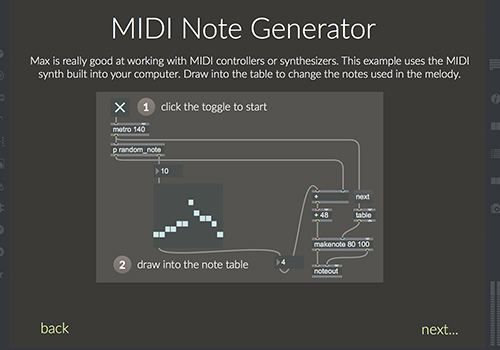 MIDI Note Generator
Max is really good at working with MIDI controllers or synthesizers. This example uses the MIDI
synth built into your computer. Draw into the table to change the notes used in the melody.
1 click the toggle to start
metro 140
p random_note
10
+ next
+ 48 table
makenote 80 100
2 draw into the note table
4
noteout
back
next...